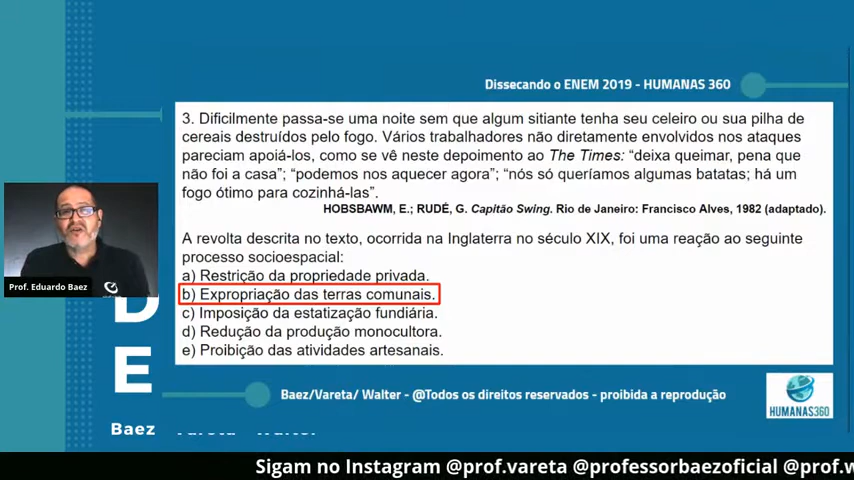 Dissecando o ENEM 2019 - HUMANAS 360
3. Dificilmente passa-se uma noite sem que algum sitiante tenha seu celeiro ou sua pilha de
cereais destruídos pelo fogo. Vários trabalhadores não diretamente envolvidos nos ataques
pareciam apoiá-los, como se vê neste depoimento ao The Times: “deixa queimar, pena que
não foi a casa”; “podemos nos aquecer agora”; “nós só queríamos algumas batatas; há um
fogo ótimo para cozinhá-las”.
HOBSBAWM, E.; RUDÉ, G. Capitão Swing. Rio de Janeiro: Francisco Alves, 1982 (adaptado).
A revolta descrita no texto, ocorrida na Inglaterra no século XIX, foi uma reação ao seguinte
processo socioespacial:
a) Restrição da propriedade privada.
b) Expropriação das terras comunais.
c) Imposição da estatização fundiária.
d) Redução da produção monocultora.
e) Proibição das atividades artesanais.
Prof. Eduardo Baez
D
E
Baez
Baez/Vareta/ Walter - @Todos os direitos reservados - proibida a reprodução
HUMANAS360
Sigam no Instagram @prof.vareta @professorbaezoficial @prof.w